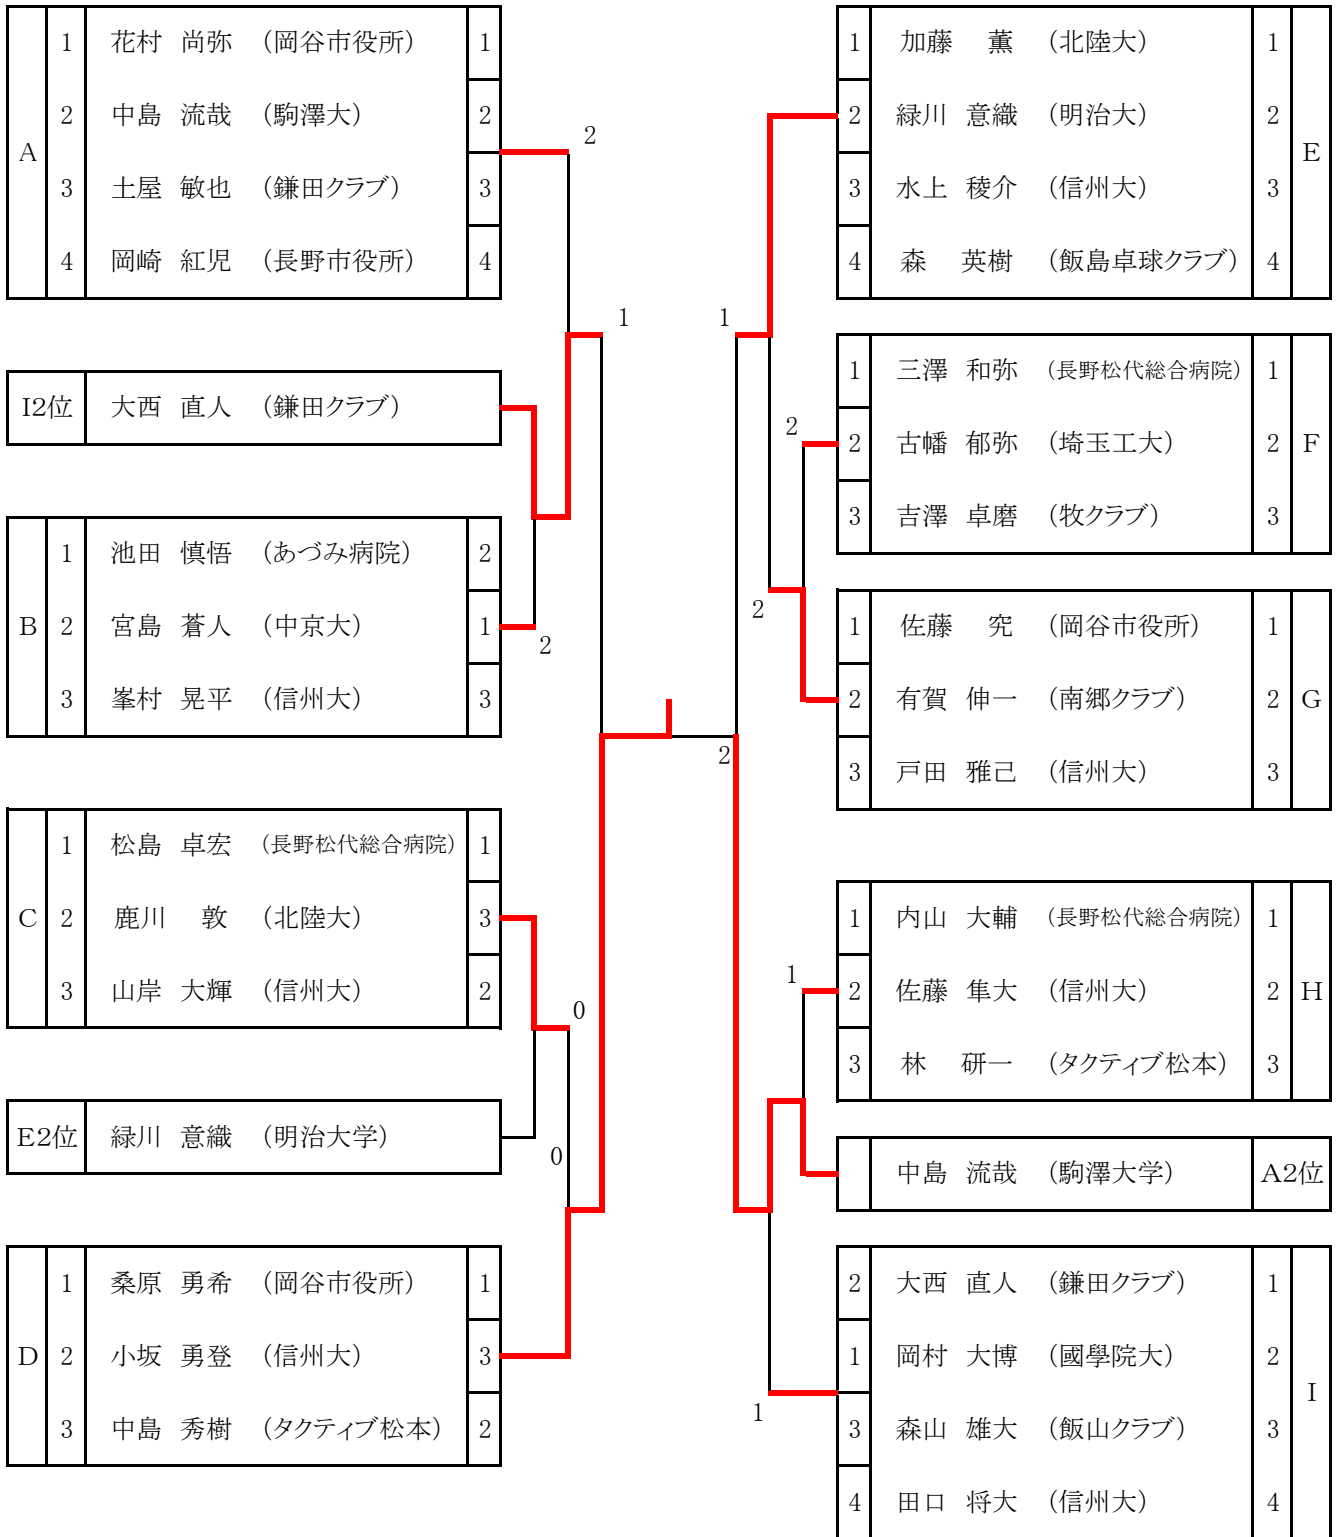 A
1 花村 尚弥 (岡谷市役所) 1
2 中島 流哉 (駒澤大) 2
3 土屋 敏也 (鎌田クラブ) 3
4 岡崎 紅児 (長野市役所) 4
2
1
I2位 大西 直人 (鎌田クラブ)
B
1 池田 慎悟 (あづみ病院) 2
2 宮島 蒼人 (中京大) 1
3 峯村 晃平 (信州大) 3
2
C
1 松島 卓宏 (長野松代総合病院) 1
2 鹿川 敦 (北陸大) 3
3 山岸 大輝 (信州大) 2
0
E2位 緑川 意織 (明治大学)
0
D
1 桑原 勇希 (岡谷市役所) 1
2 小坂 勇登 (信州大) 3
3 中島 秀樹 (タクティブ松本) 2
1 加藤 薫 (北陸大) 1
2 緑川 意織 (明治大) 2
3 水上 稜介 (信州大) 3
4 森 英樹 (飯島卓球クラブ) 4
E
1
1 三澤 和弥 (長野松代総合病院) 1
2 古幡 郁弥 (埼玉工大) 2
3 吉澤 卓磨 (牧クラブ) 3
F
2
2
1 佐藤 究 (岡谷市役所) 1
2 有賀 伸一 (南郷クラブ) 2
3 戸田 雅己 (信州大) 3
G
2
1 内山 大輔 (長野松代総合病院) 1
2 佐藤 隼大 (信州大) 2
3 林 研一 (タクティブ松本) 3
H
1
中島 流哉 (駒澤大学) A2位
2 大西 直人 (鎌田クラブ) 1
1 岡村 大博 (國學院大) 2
3 森山 雄大 (飯山クラブ) 3
4 田口 将大 (信州大) 4
I
1